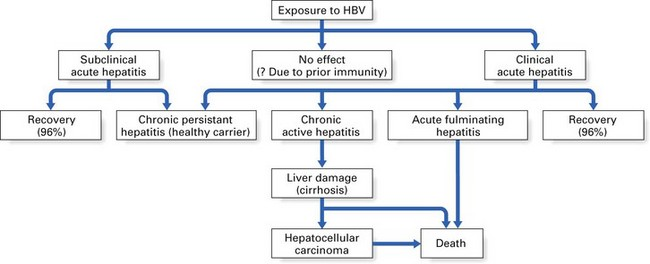 Exposure to HBV
Subclinical
acute hepatitis
No effect
(? Due to prior immunity)
Clinical
acute hepatitis
Recovery
(96%)
Chronic persistant
hepatitis (healthy carrier)
Chronic
active hepatitis
Acute fulminating
hepatitis
Recovery
(96%)
Liver damage
(cirrhosis)
Hepatocellular
carcinoma
Death